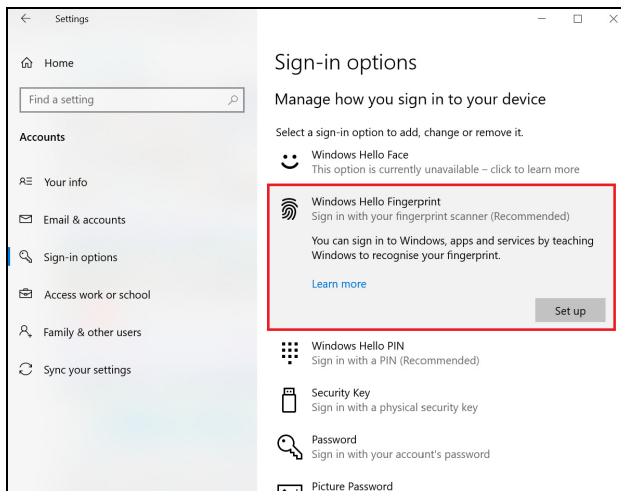 Settings
Home
Find a setting
Accounts
Your info
Email & accounts
Sign-in options
Access work or school
Family & other users
Sync your settings
Sign-in options
Manage how you sign in to your device
Select a sign-in option to add, change or remove it.
Windows Hello Face
This option is currently unavailable – click to learn more
Windows Hello Fingerprint
Sign in with your fingerprint scanner (Recommended)
You can sign in to Windows, apps and services by teaching
Windows to recognise your fingerprint.
Learn more
Set up
Windows Hello PIN
Sign in with a PIN (Recommended)
Security Key
Sign in with a physical security key
Password
Sign in with your account's password
Picture Password